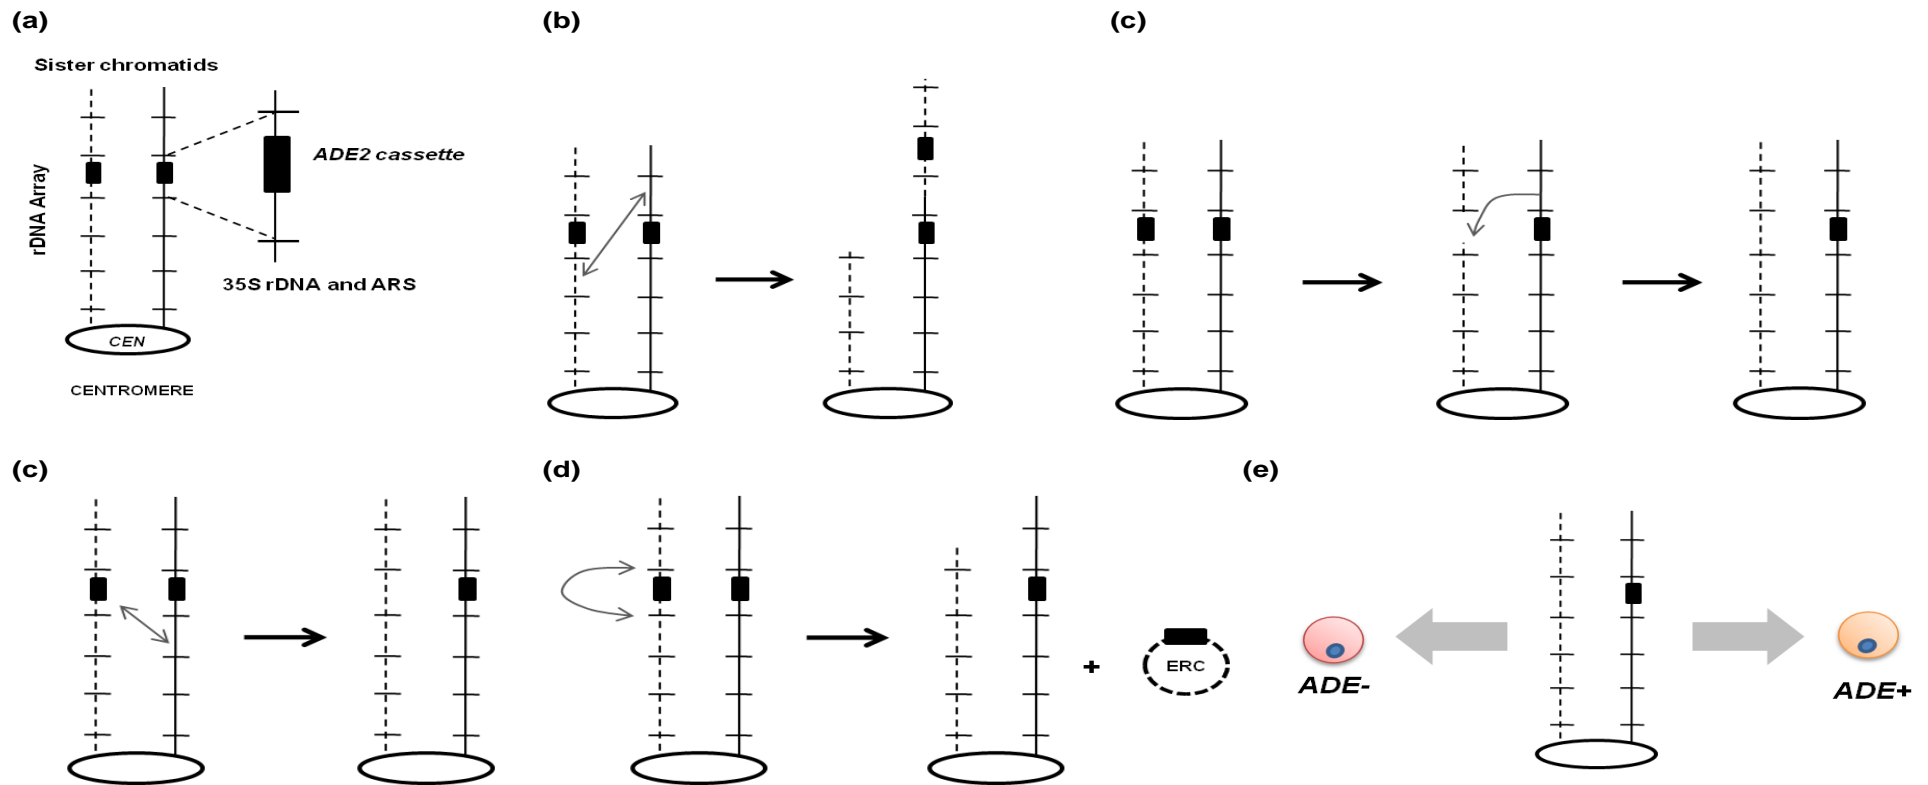 (a)
Sister chromatids
rDNA Array
ADE2 cassette
35S rDNA and ARS
CEN
CENTROMERE
(b)
(c)
(c)
(d)
+
ERC
(e)
ADE-
ADE+